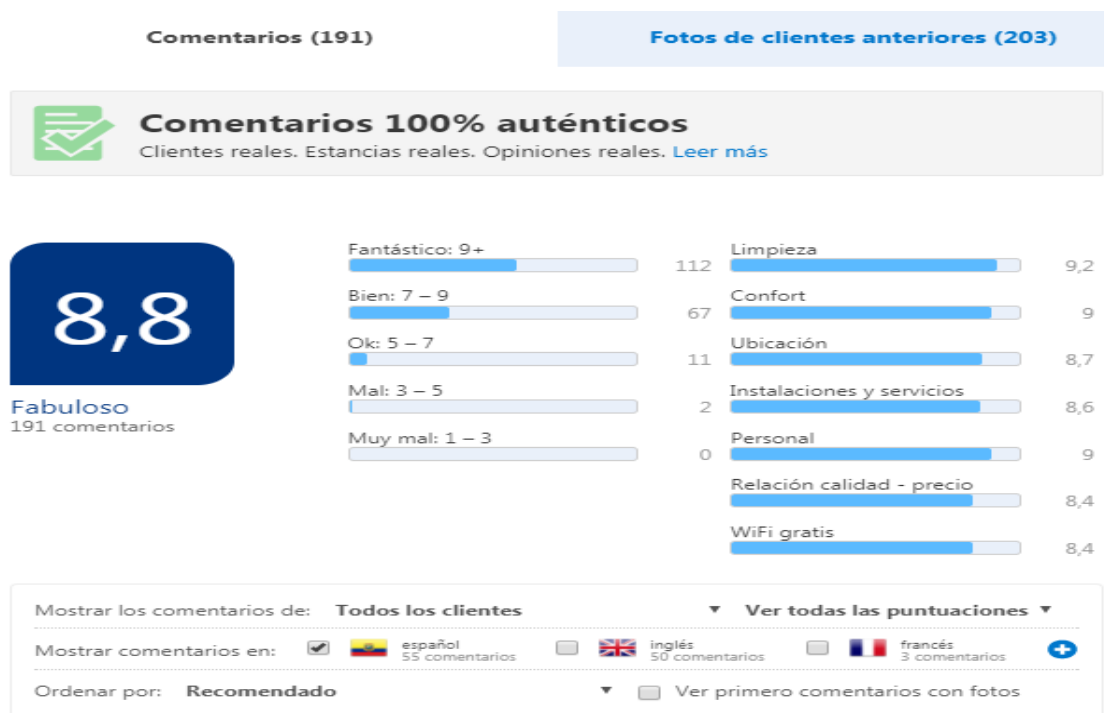 Comentarios (191)
Fotos de clientes anteriores (203)
Comentarios 100% auténticos
Clientes reales. Estancias reales. Opiniones reales. Leer más
8,8
Fabuloso
191 comentarios
Fantástico: 9+
112
Bien: 7 – 9
67
Ok: 5 – 7
11
Mal: 3 – 5
2
Muy mal: 1 – 3
0
Limpieza
9,2
Confort
9
Ubicación
8,7
Instalaciones y servicios
8,6
Personal
9
Relación calidad - precio
8,4
WiFi gratis
8,4
Mostrar los comentarios de: Todos los clientes ▼ Ver todas las puntuaciones ▼
Mostrar comentarios en: español inglés francés
55 comentarios 50 comentarios 3 comentarios
Ordenar por: Recomendado ▼ Ver primero comentarios con fotos